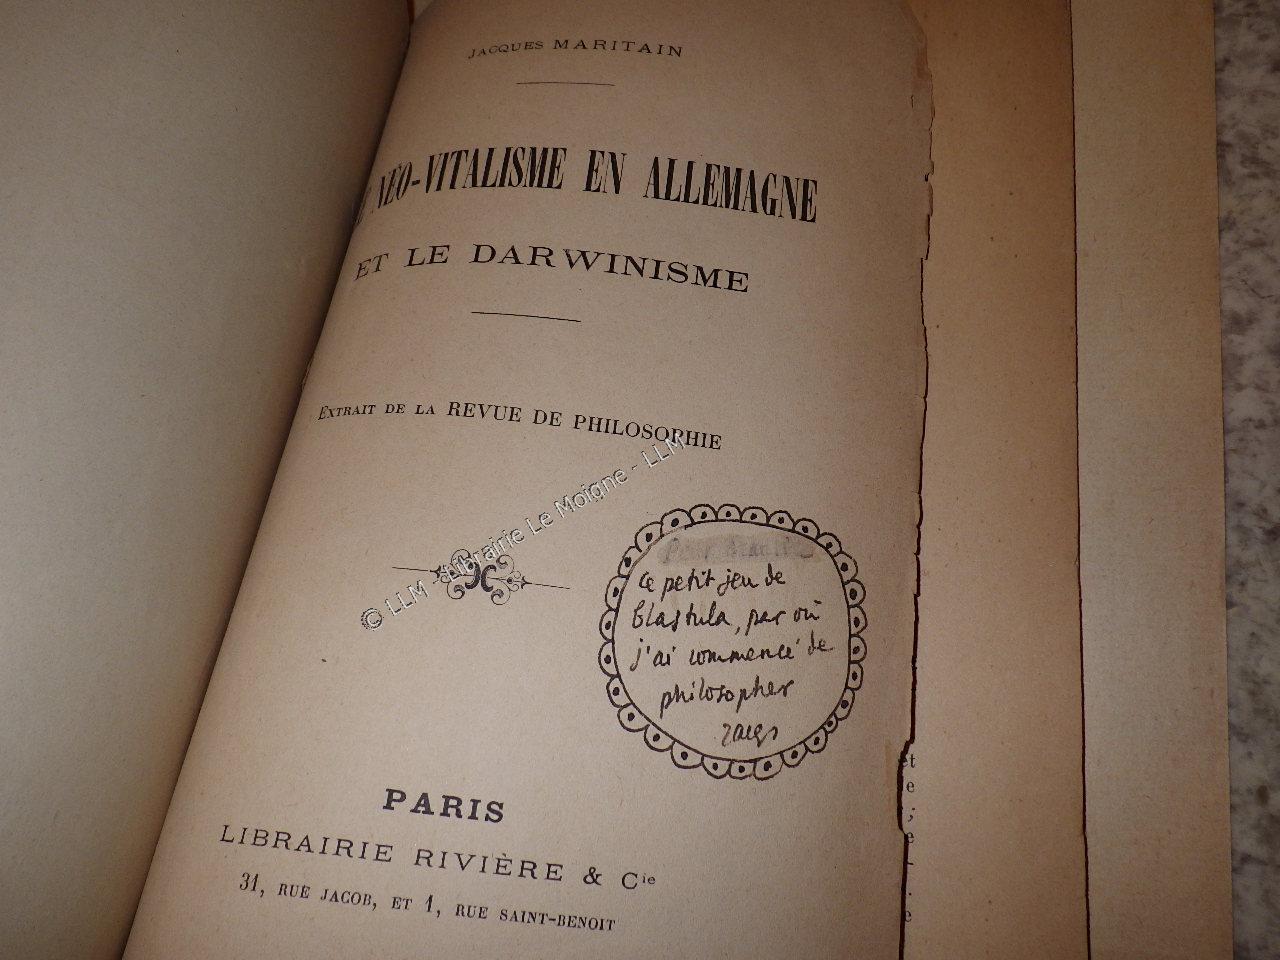 JACQUES MARITAIN
NÉO-VITALISME EN ALLEMAGNE
ET LE DARWINISME
EXTRAIT DE LA REVUE DE PHILOSOPHIE
© LLM - Librairie Le Moigne - LLM
ce petit jeu de
blastula, par où
j'ai commencé de
philosopher
PARIS
LIBRAIRIE RIVIÈRE & Cie
31, RUE JACOB, ET 1, RUE SAINT-BENOIT
et
e
;
e
-
.
e